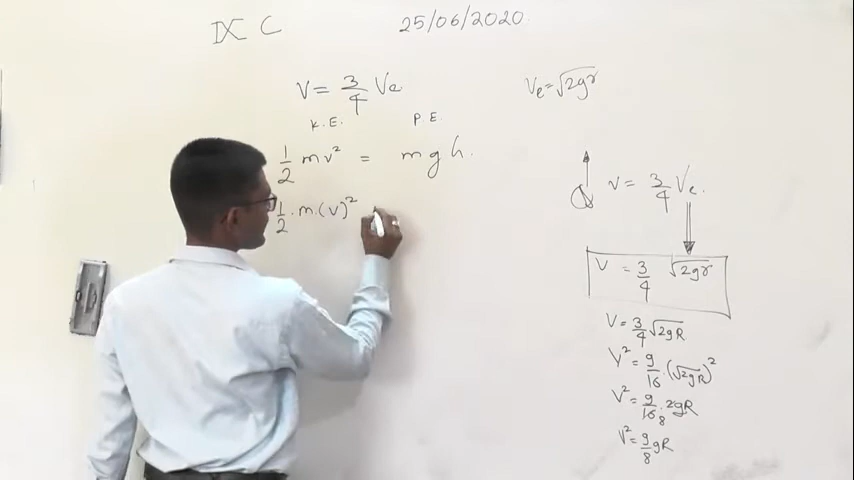 IX C 25/06/2020
V = 3/4 Ve
Ve = √2gr
K.E. P.E.
1/2 mv² = mgh.
1/2 . m.(v)²
v = 3/4 Ve.
V = 3/4 √2gr
V = 3/4 √2gR
V² = 9/16 . (√2gR)²
V² = 9/16 8 . 2gR
V² = 9/8 gR